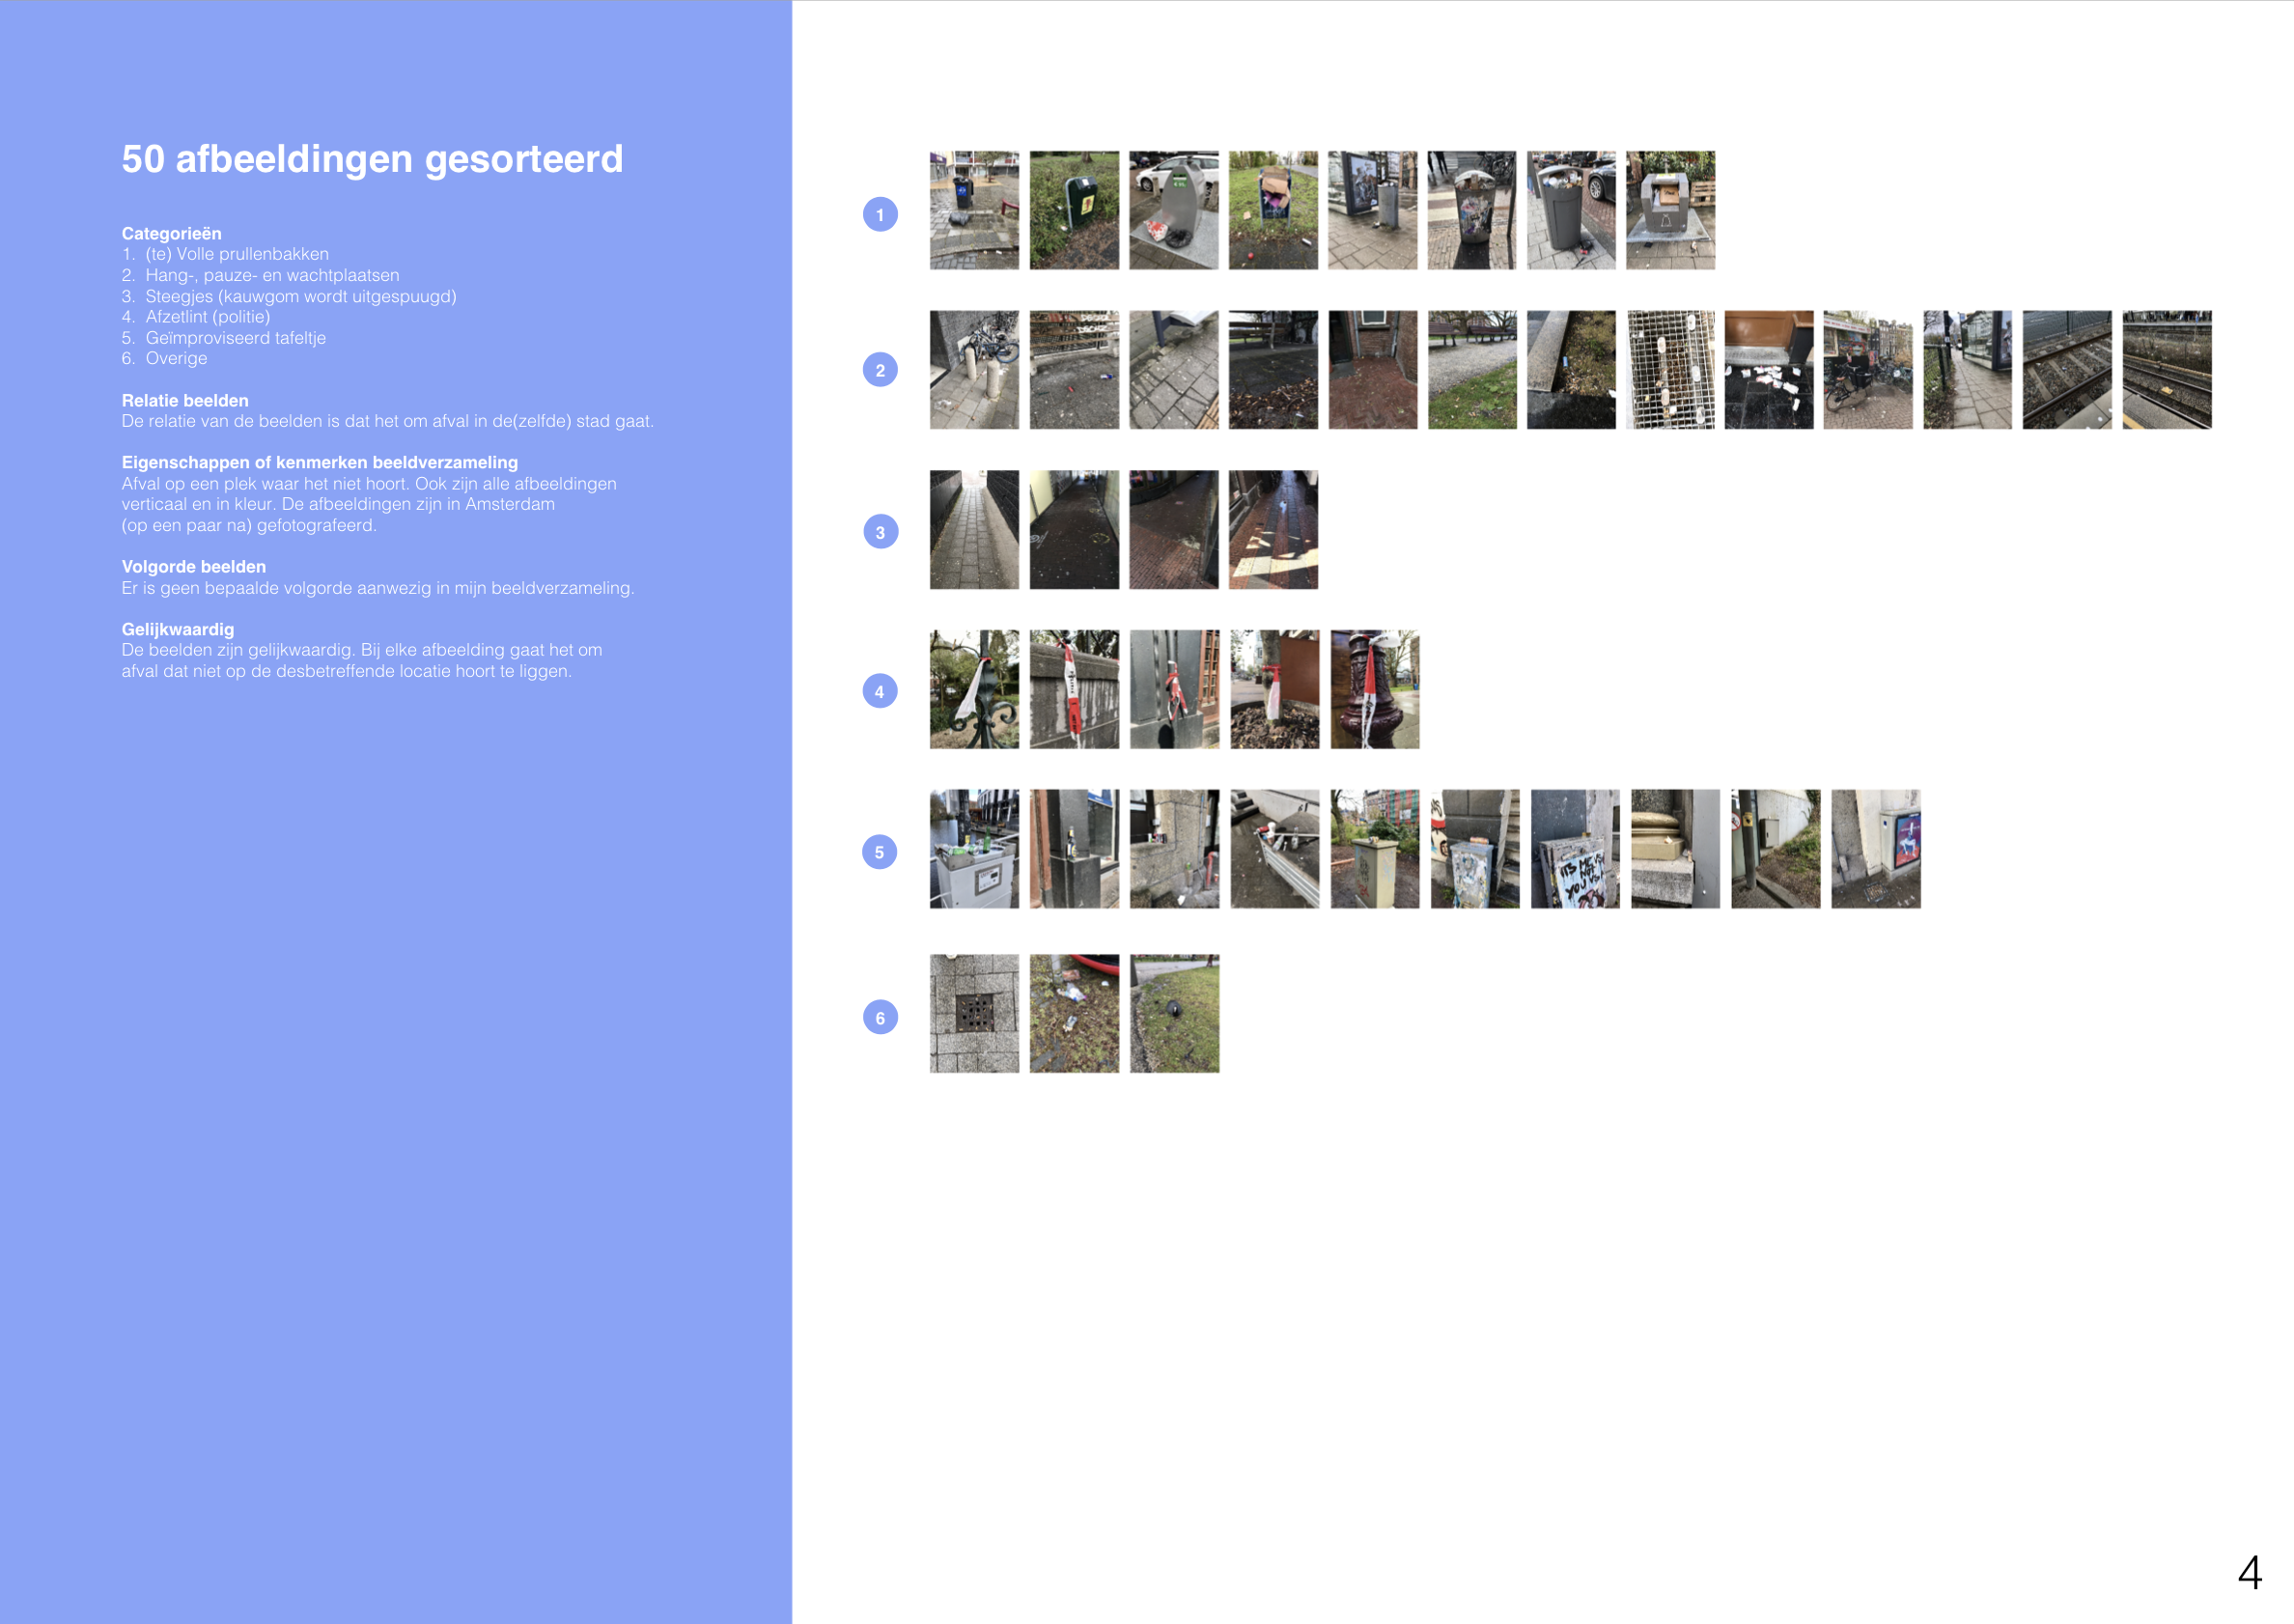 50 afbeeldingen gesorteerd
Categorieën
1. (te) Volle prullenbakken
2. Hang-, pauze- en wachtplaatsen
3. Steegjes (kauwgom wordt uitgespuugd)
4. Afzetlint (politie)
5. Geïmproviseerd tafeltje
6. Overige
Relatie beelden
De relatie van de beelden is dat het om afval in de(zelfde) stad gaat.
Eigenschappen of kenmerken beeldverzameling
Afval op een plek waar het niet hoort. Ook zijn alle afbeeldingen
verticaal en in kleur. De afbeeldingen zijn in Amsterdam
(op een paar na) gefotografeerd.
Volgorde beelden
Er is geen bepaalde volgorde aanwezig in mijn beeldverzameling.
Gelijkwaardig
De beelden zijn gelijkwaardig. Bij elke afbeelding gaat het om
afval dat niet op de desbetreffende locatie hoort te liggen.
1
2
3
4
5
ITS ME
NOT
YOU
6
4